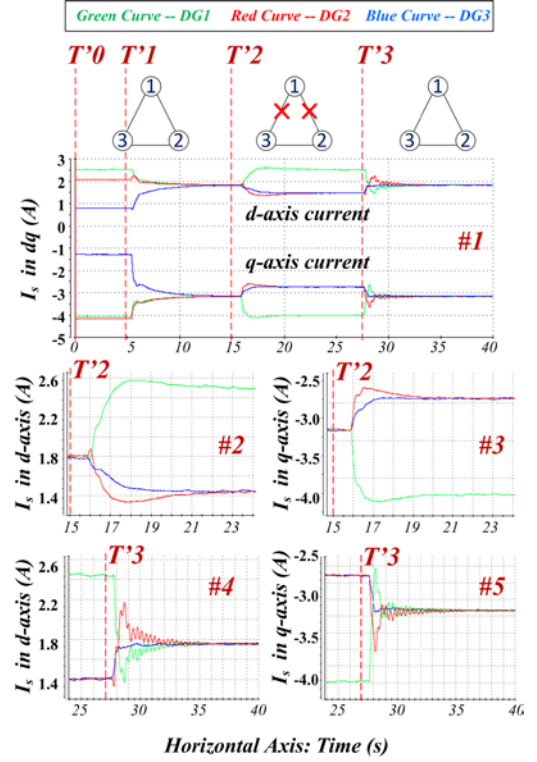 Green Curve -- DG1 Red Curve -- DG2 Blue Curve -- DG3
T'0 T'1 T'2 T'3
1 1 1
3 2 3 2 3 2
3
2
1
0
-1
-2
-3
-4
-5
I_s in dq (A)
d-axis current
q-axis current
#1
0 5 10 15 20 25 30 35 40
T'2 T'2
2.6
1.8
1.4
I_s in d-axis (A)
#2
15 17 19 21 23
-2.5
-3.0
-4.0
I_s in q-axis (A)
#3
15 17 19 21 23
T'3 T'3
2.6
2.2
1.8
1.4
I_s in d-axis (A)
#4
25 30 35 40
-2.5
-3.0
-3.5
-4.0
I_s in q-axis (A)
#5
25 30 35 40
Horizontal Axis: Time (s)